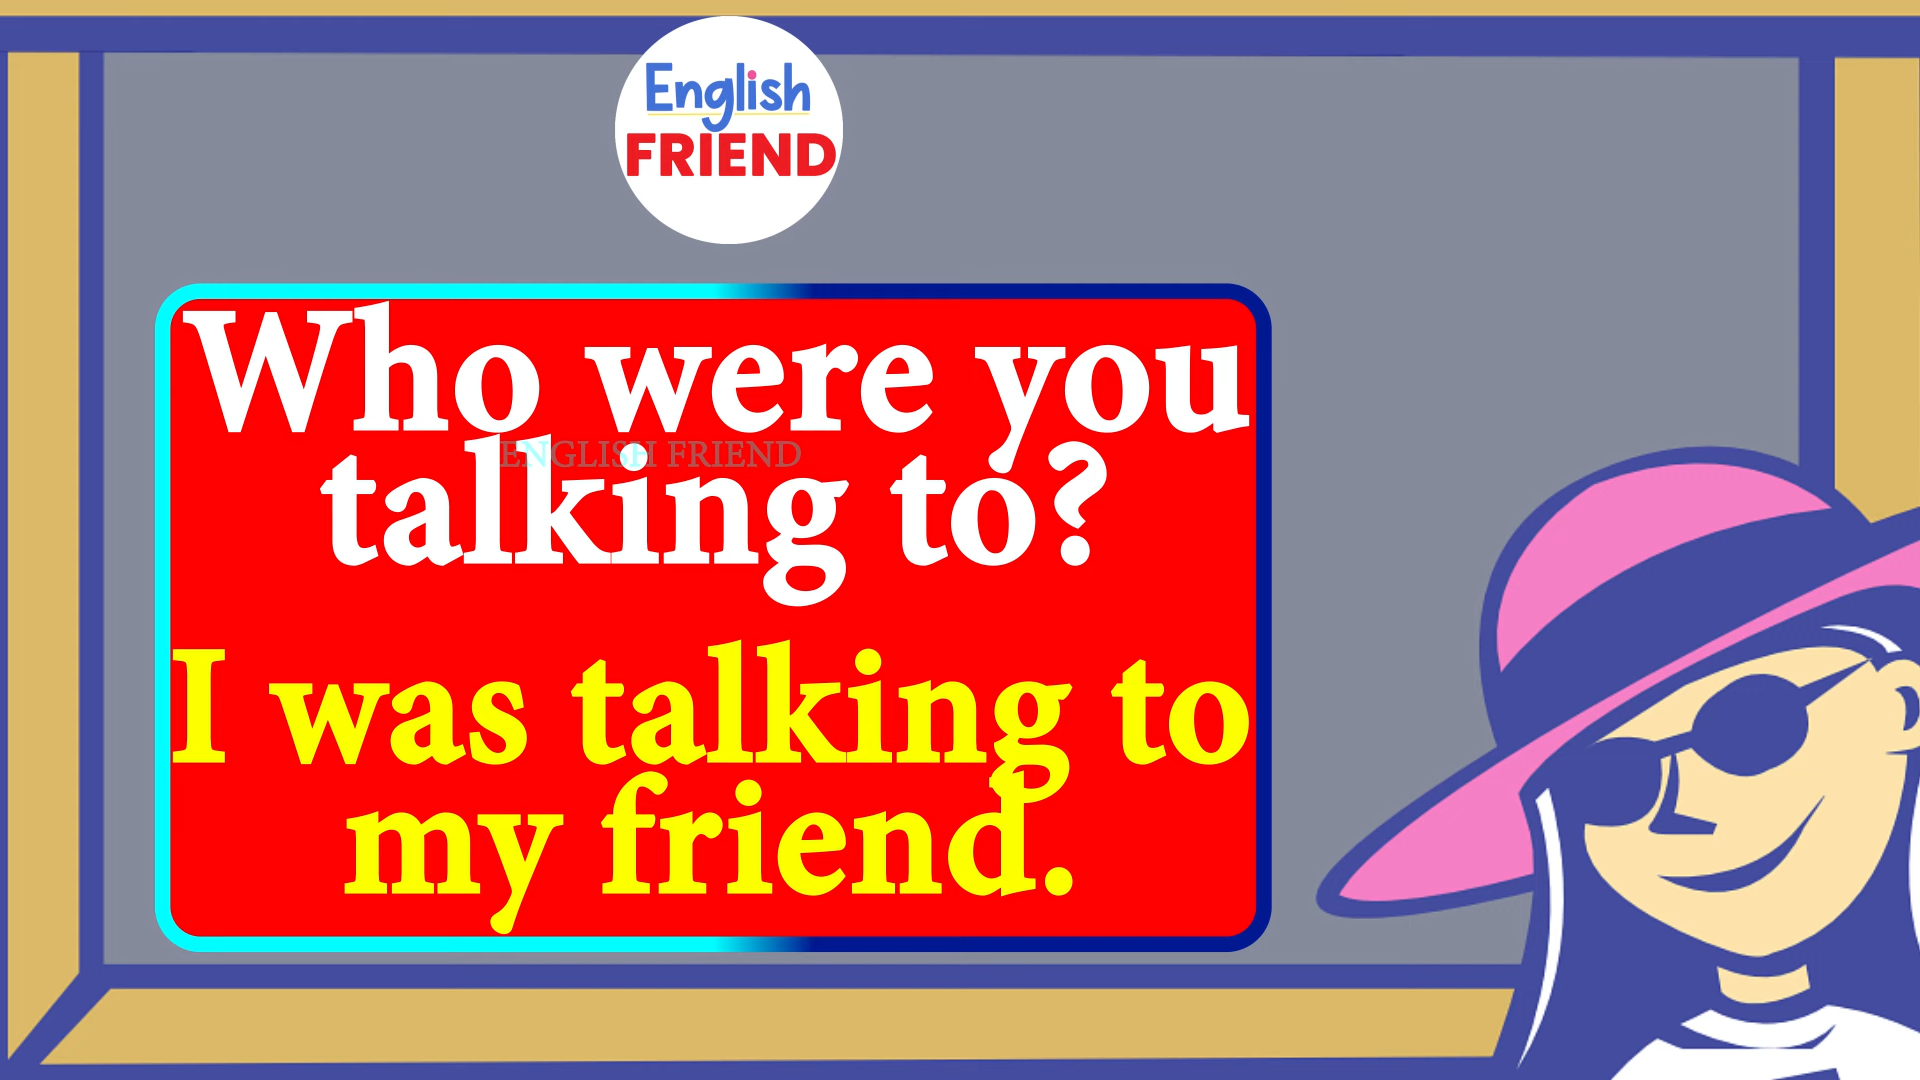 English
FRIEND
Who were you
ENGLISH FRIEND
talking to?
I was talking to
my friend.